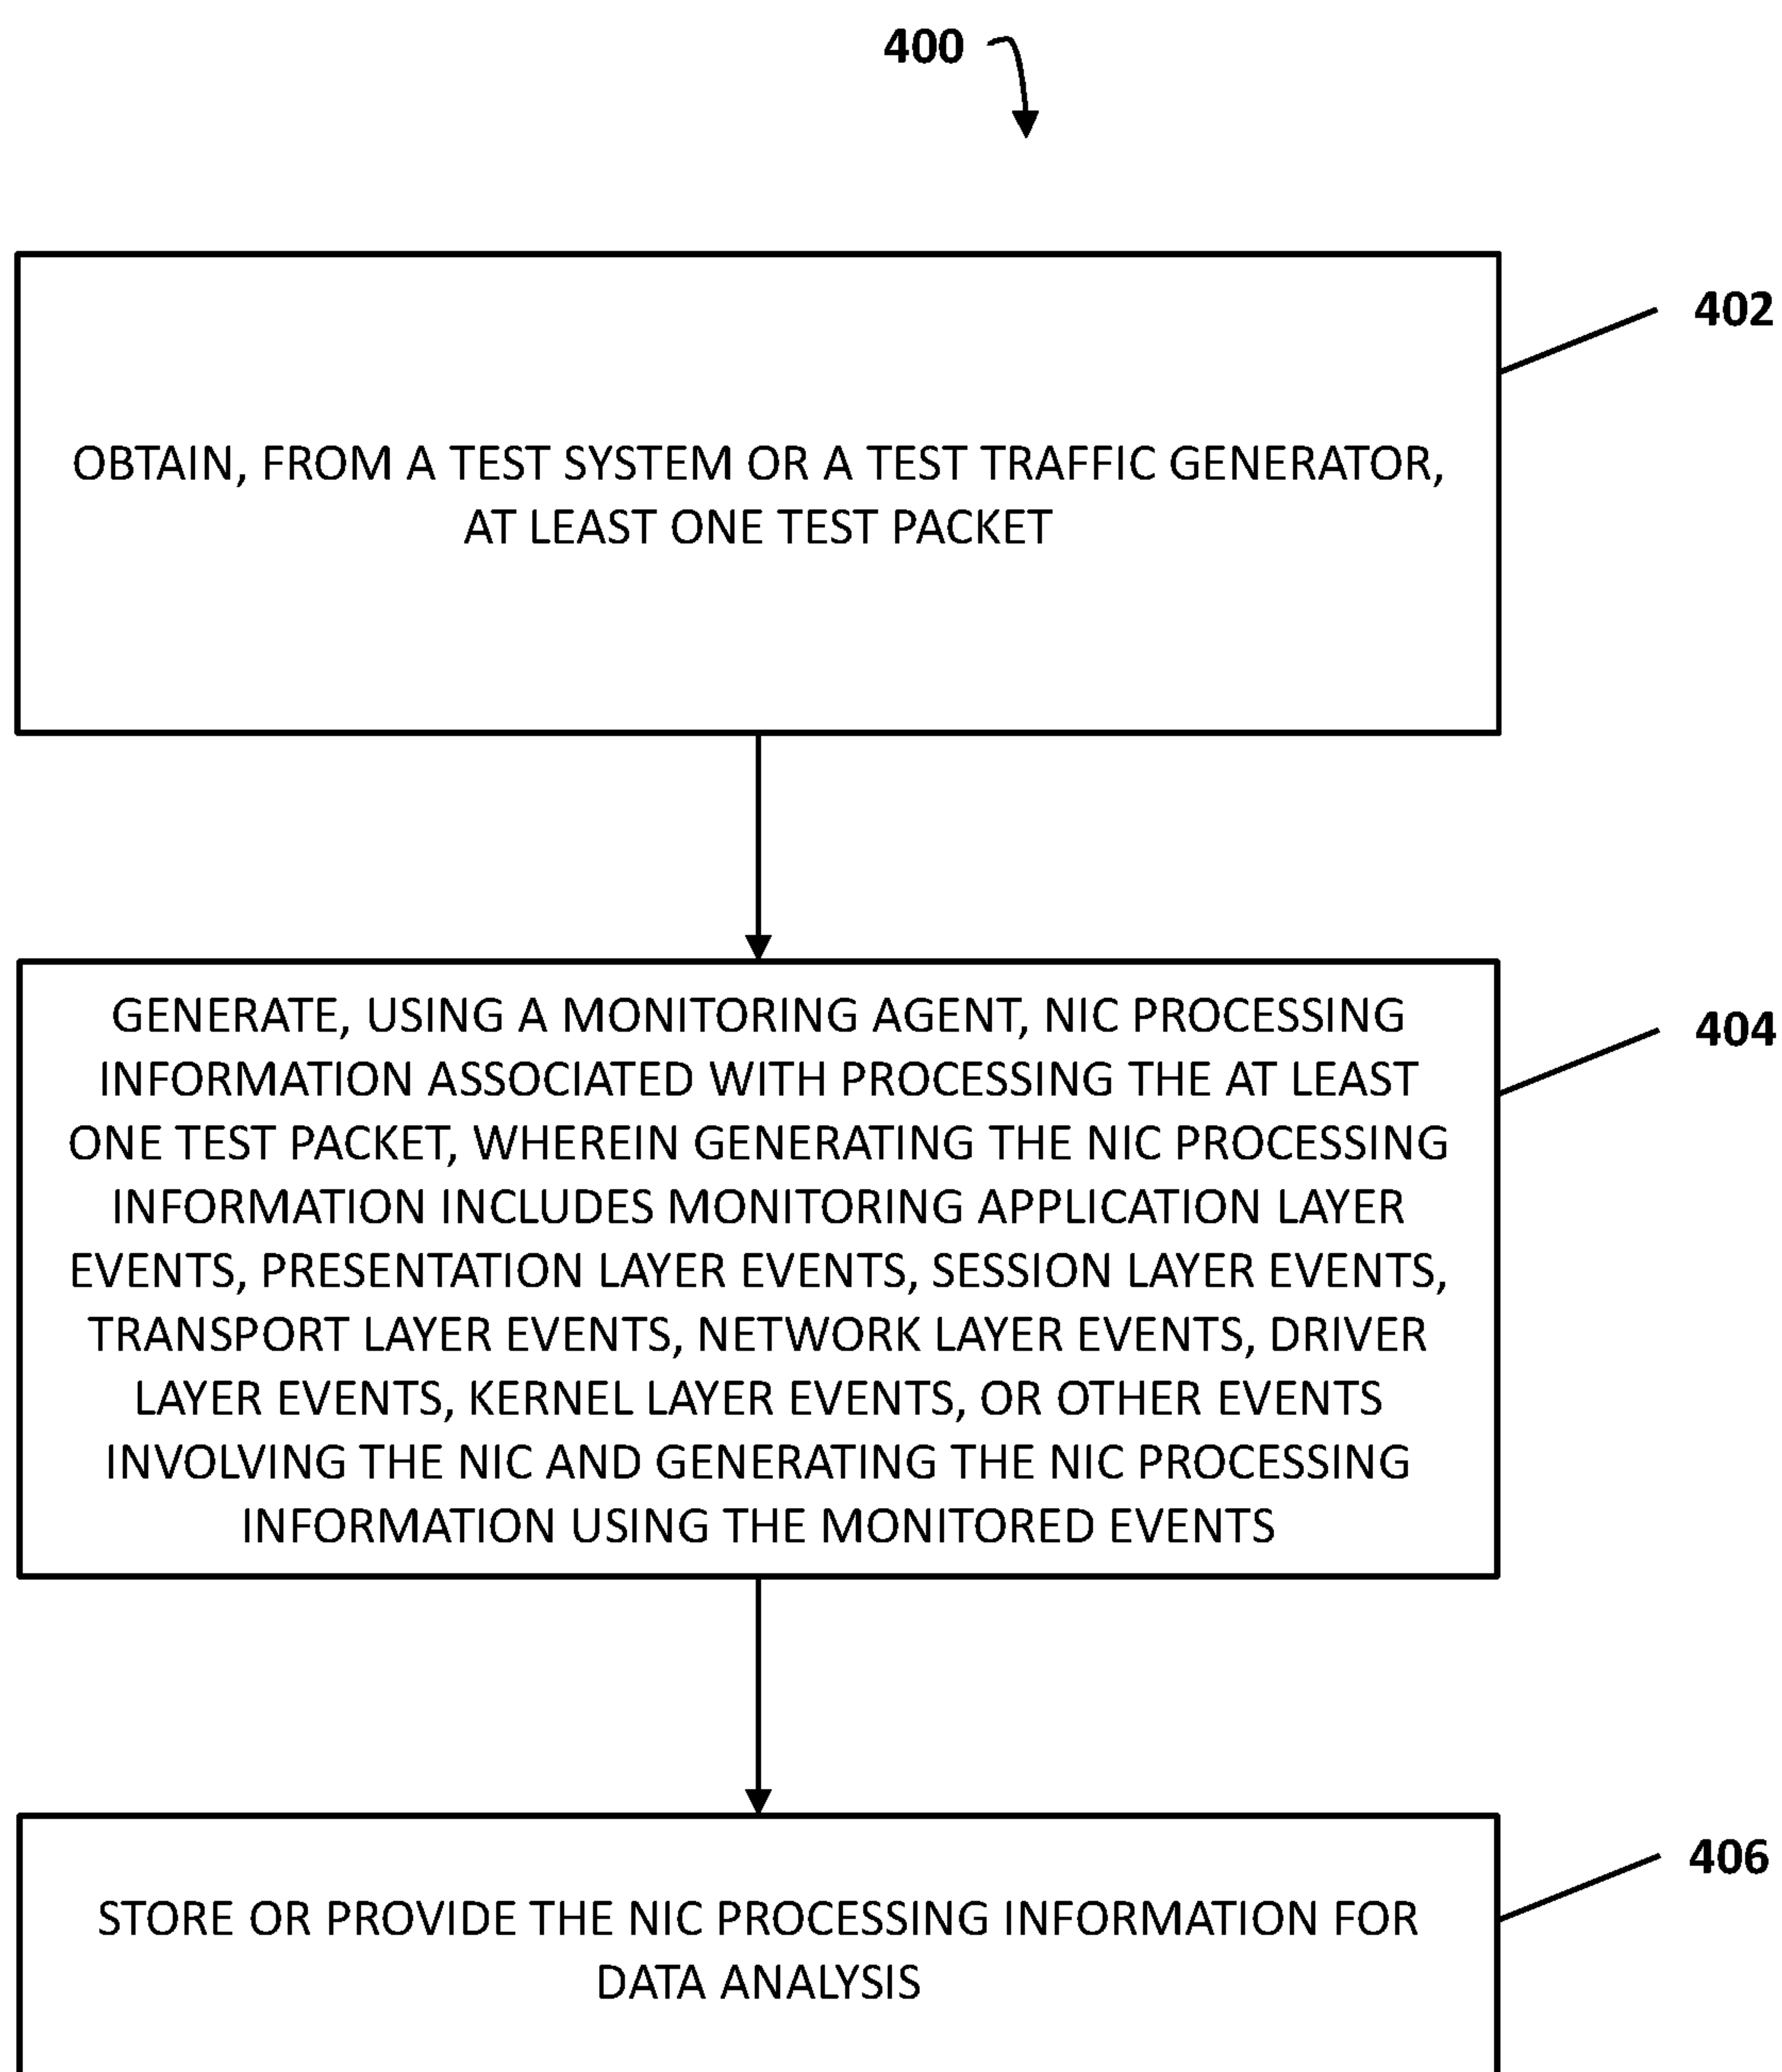 400
402
OBTAIN, FROM A TEST SYSTEM OR A TEST TRAFFIC GENERATOR,
AT LEAST ONE TEST PACKET
404
GENERATE, USING A MONITORING AGENT, NIC PROCESSING
INFORMATION ASSOCIATED WITH PROCESSING THE AT LEAST
ONE TEST PACKET, WHEREIN GENERATING THE NIC PROCESSING
INFORMATION INCLUDES MONITORING APPLICATION LAYER
EVENTS, PRESENTATION LAYER EVENTS, SESSION LAYER EVENTS,
TRANSPORT LAYER EVENTS, NETWORK LAYER EVENTS, DRIVER
LAYER EVENTS, KERNEL LAYER EVENTS, OR OTHER EVENTS
INVOLVING THE NIC AND GENERATING THE NIC PROCESSING
INFORMATION USING THE MONITORED EVENTS
406
STORE OR PROVIDE THE NIC PROCESSING INFORMATION FOR
DATA ANALYSIS